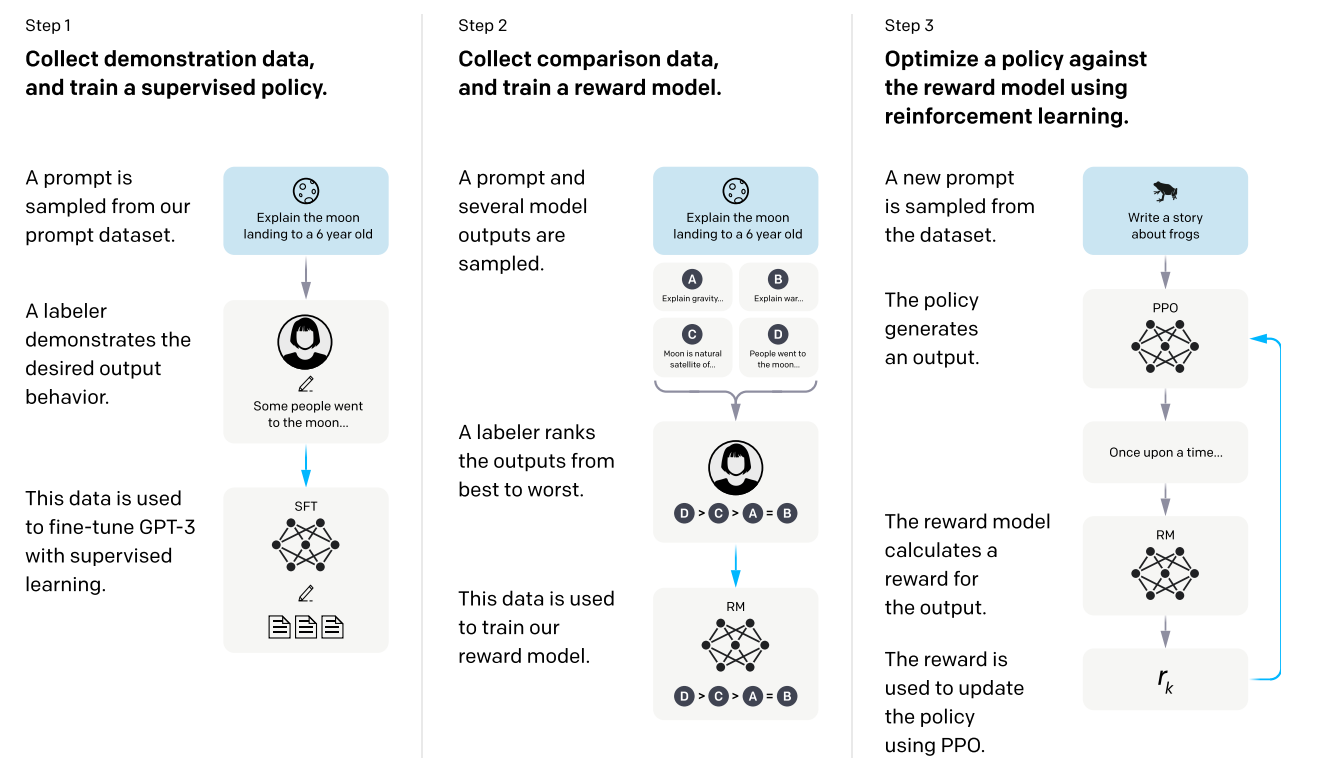 Step 1
Collect demonstration data,
and train a supervised policy.
A prompt is
sampled from our
prompt dataset.
Explain the moon
landing to a 6 year old
A labeler
demonstrates the
desired output
behavior.
Some people went
to the moon...
This data is used
to fine-tune GPT-3
with supervised
learning.
SFT
Step 2
Collect comparison data,
and train a reward model.
A prompt and
several model
outputs are
sampled.
Explain the moon
landing to a 6 year old
A
Explain gravity...
B
Explain war...
C
Moon is natural
satellite of...
D
People went to
the moon...
A labeler ranks
the outputs from
best to worst.
D > C > A = B
This data is used
to train our
reward model.
RM
D > C > A = B
Step 3
Optimize a policy against
the reward model using
reinforcement learning.
A new prompt
is sampled from
the dataset.
Write a story
about frogs
The policy
generates
an output.
PPO
Once upon a time...
The reward model
calculates a
reward for
the output.
RM
The reward is
used to update
the policy
using PPO.
rₖ